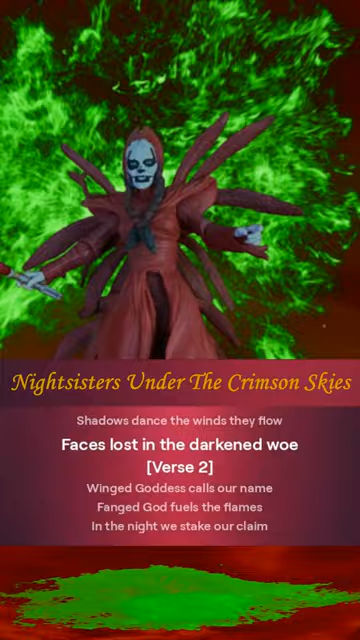 Nightsisters Under The Crimson Skies
Shadows dance the winds they flow
Faces lost in the darkened woe
[Verse 2]
Winged Goddess calls our name
Fanged God fuels the flames
In the night we stake our claim